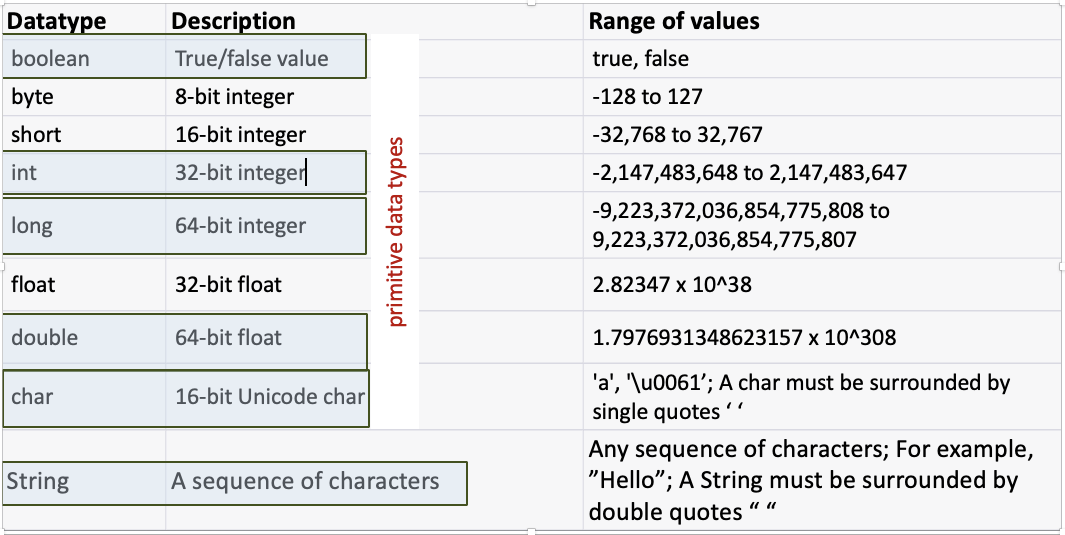 Datatype Description Range of values
boolean True/false value true, false
byte 8-bit integer -128 to 127
short 16-bit integer -32,768 to 32,767
int 32-bit integer -2,147,483,648 to 2,147,483,647
long 64-bit integer -9,223,372,036,854,775,808 to
9,223,372,036,854,775,807
float 32-bit float 2.82347 x 10^38
double 64-bit float 1.7976931348623157 x 10^308
char 16-bit Unicode char 'a', '\u0061’; A char must be surrounded by
single quotes ‘ ‘
String A sequence of characters Any sequence of characters; For example,
”Hello”; A String must be surrounded by
double quotes “ “
primitive data types